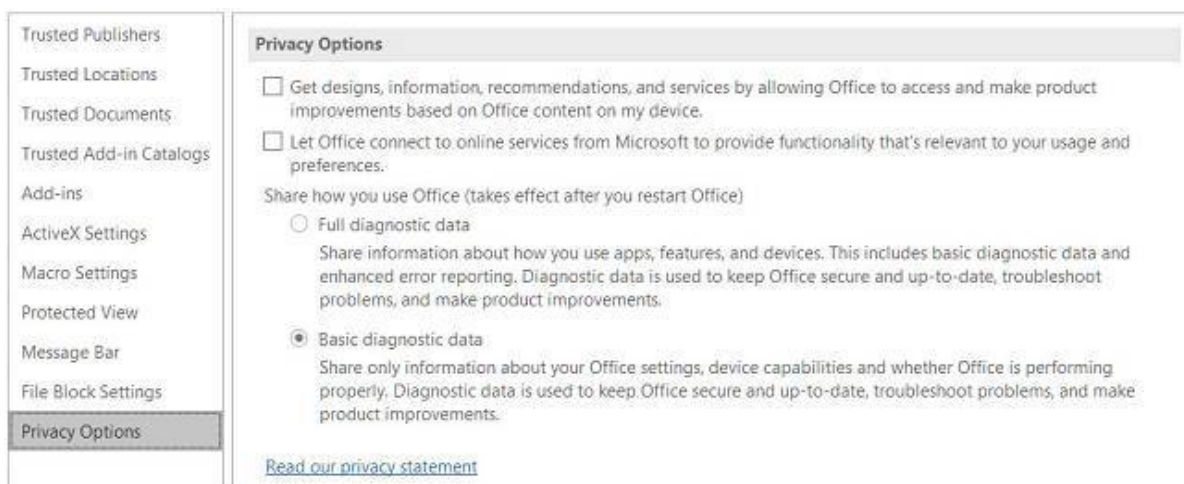 Trusted Publishers
Trusted Locations
Trusted Documents
Trusted Add-in Catalogs
Add-ins
ActiveX Settings
Macro Settings
Protected View
Message Bar
File Block Settings
Privacy Options
Privacy Options
Get designs, information, recommendations, and services by allowing Office to access and make product
improvements based on Office content on my device.
Let Office connect to online services from Microsoft to provide functionality that's relevant to your usage and
preferences.
Share how you use Office (takes effect after you restart Office)
Full diagnostic data
Share information about how you use apps, features, and devices. This includes basic diagnostic data and
enhanced error reporting. Diagnostic data is used to keep Office secure and up-to-date, troubleshoot
problems, and make product improvements.
Basic diagnostic data
Share only information about your Office settings, device capabilities and whether Office is performing
properly. Diagnostic data is used to keep Office secure and up-to-date, troubleshoot problems, and make
product improvements.
Read our privacy statement